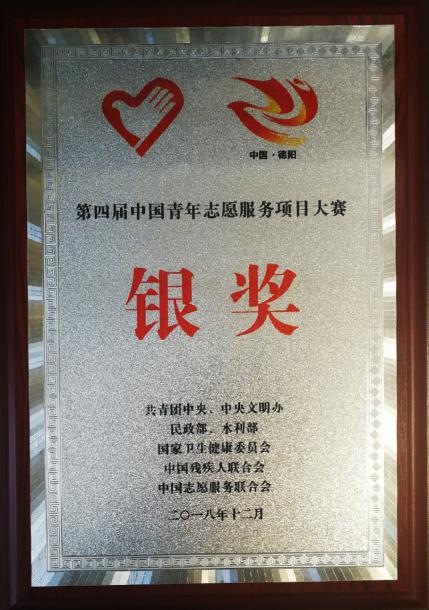 中国·德阳
第四届中国青年志愿服务项目大赛
银奖
共青团中央、中央文明办
民政部、水利部
国家卫生健康委员会
中国残疾人联合会
中国志愿服务联合会
二〇一八年十二月